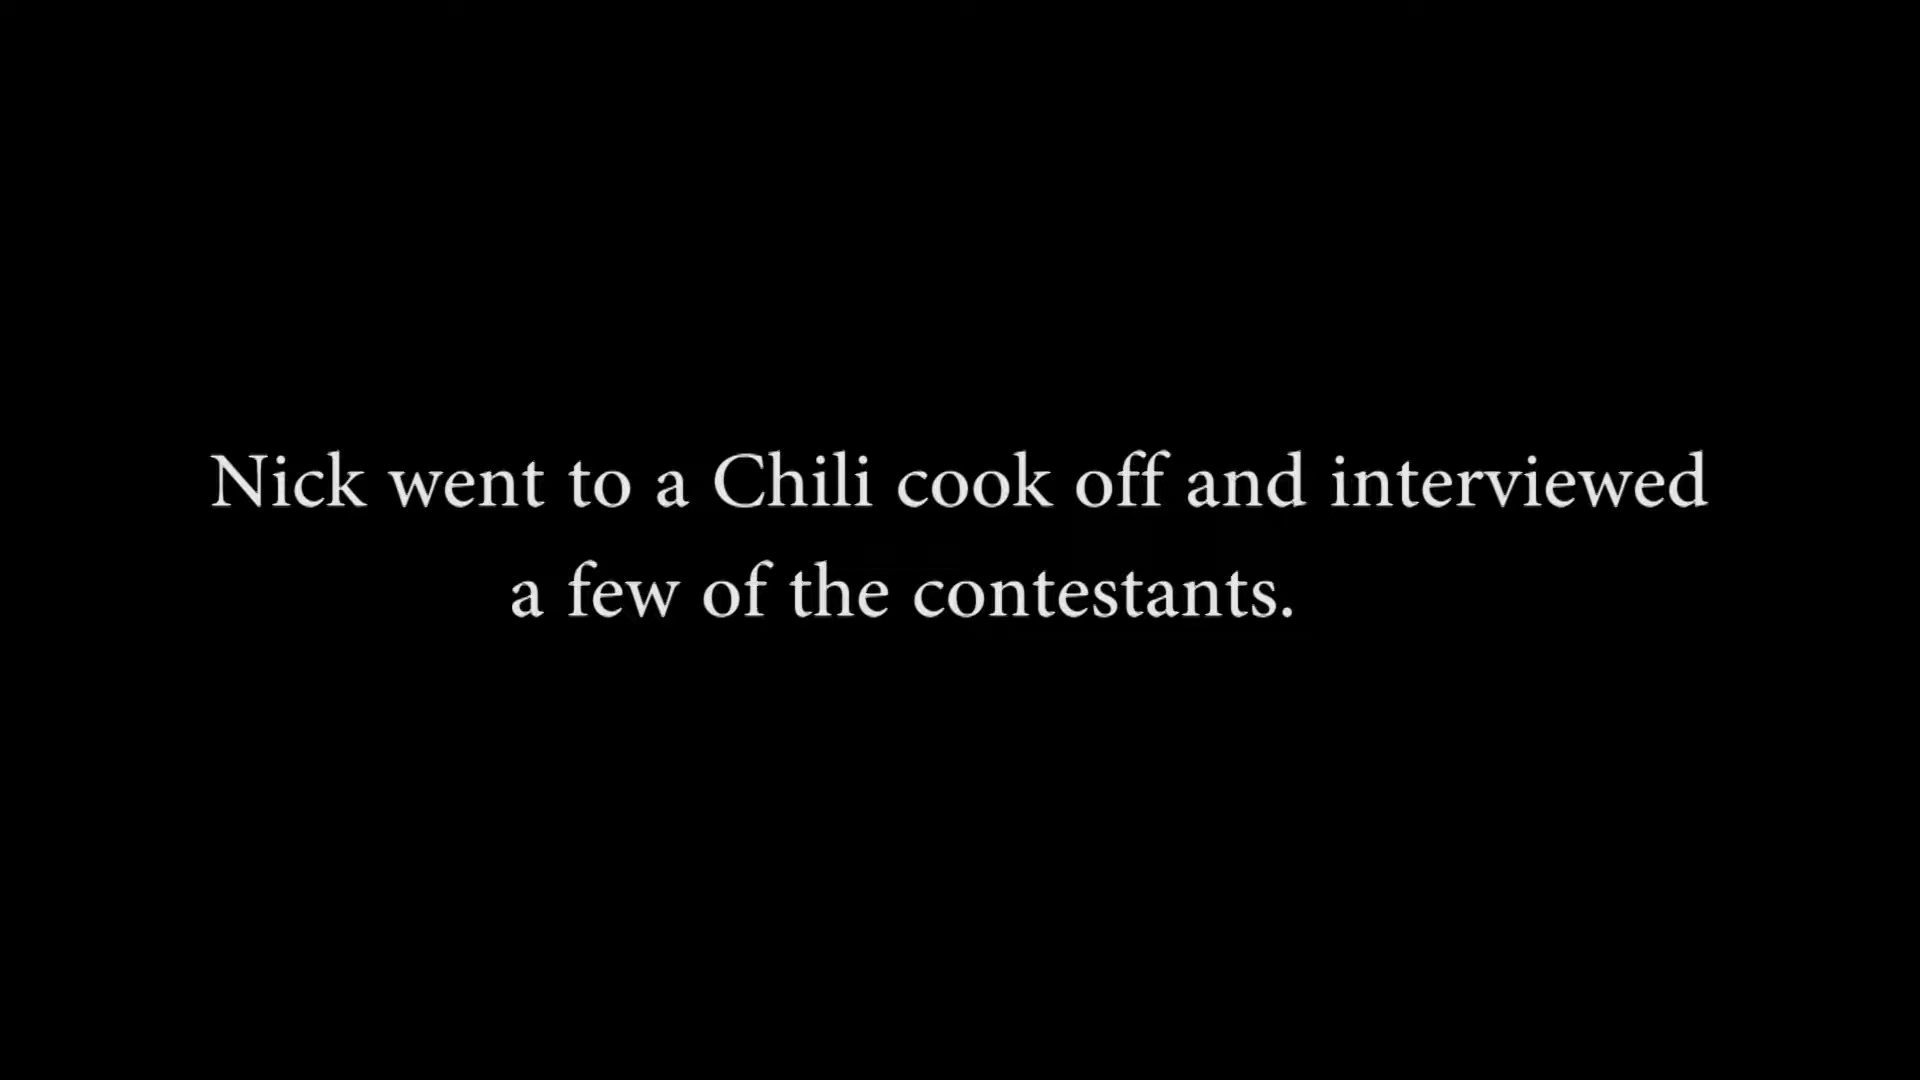 Nick went to a Chili cook off and interviewed
a few of the contestants.